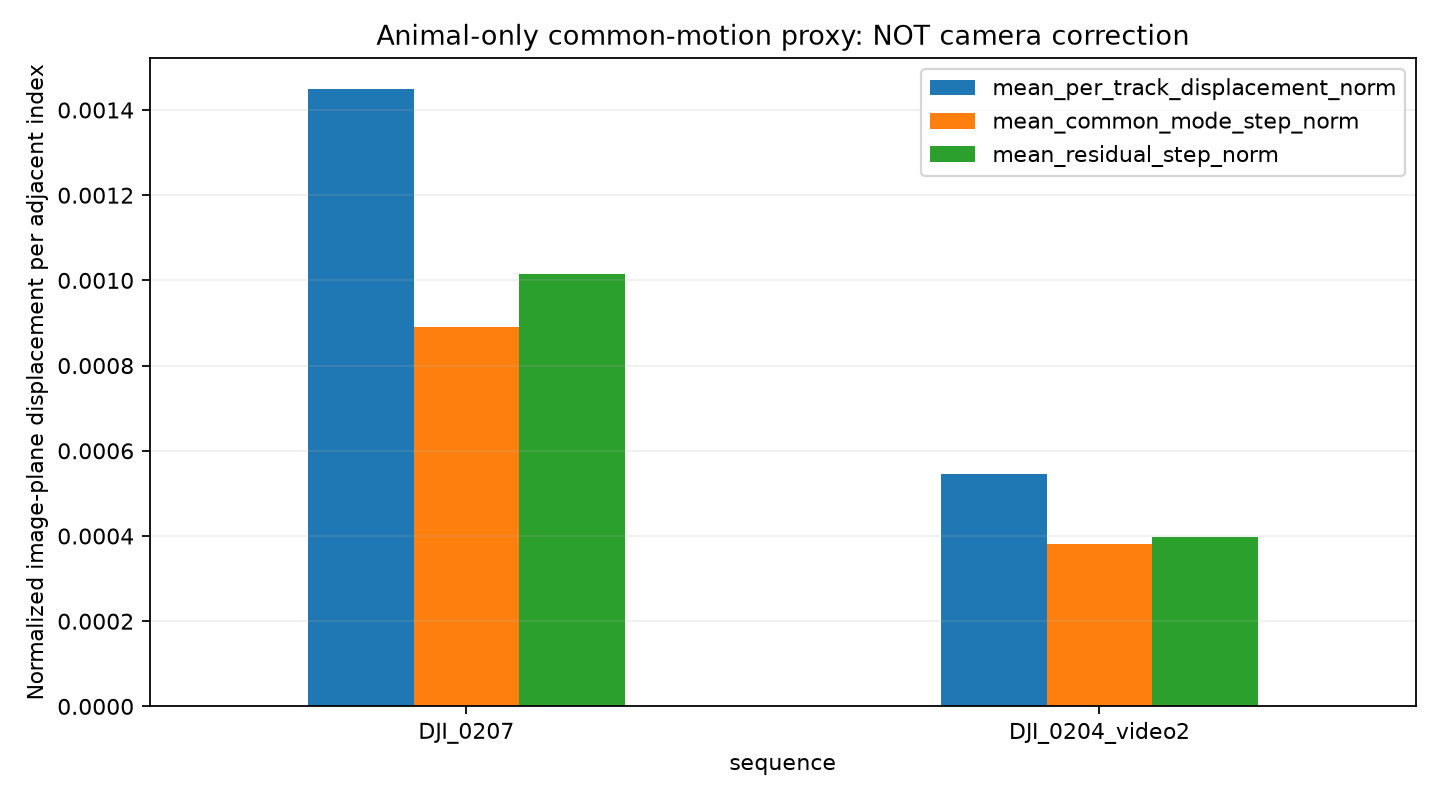 Animal-only common-motion proxy: NOT camera correction
mean_per_track_displacement_norm
mean_common_mode_step_norm
mean_residual_step_norm
Normalized image-plane displacement per adjacent index
0.0014
0.0012
0.0010
0.0008
0.0006
0.0004
0.0002
0.0000
DJI_0207
DJI_0204_video2
sequence